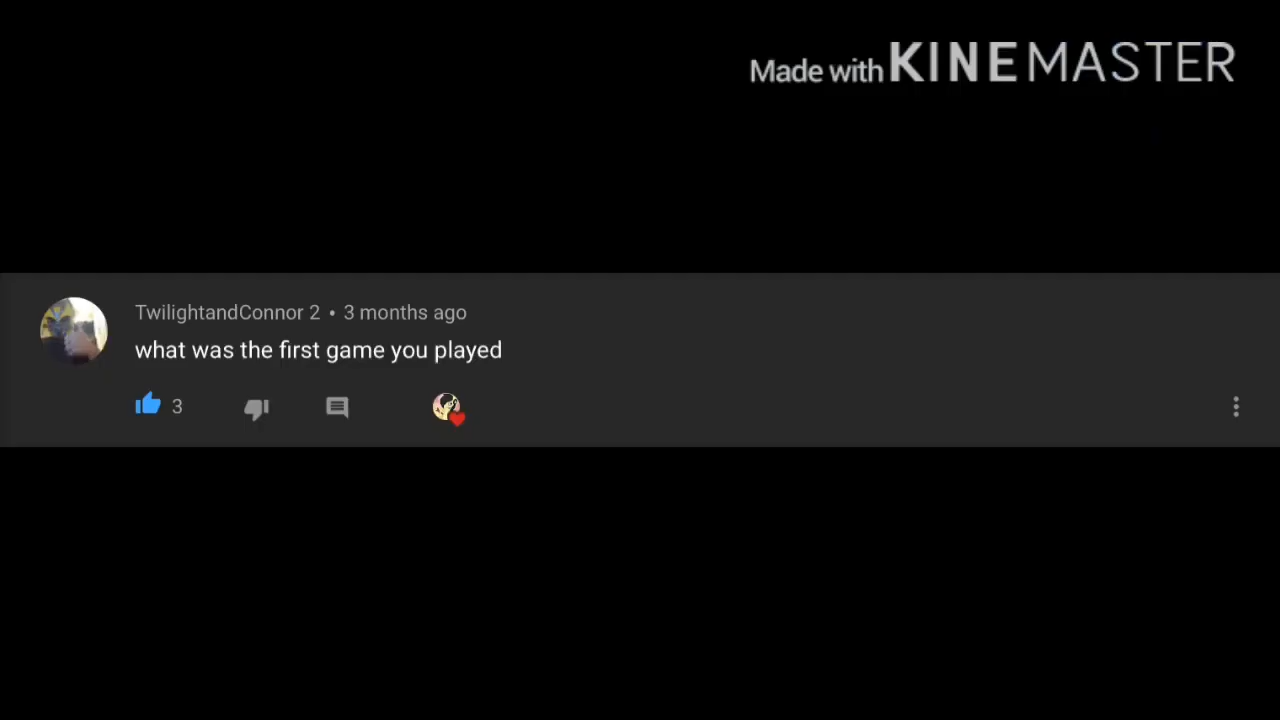 Made with KINEMASTER
TwilightandConnor 2 • 3 months ago
what was the first game you played
3